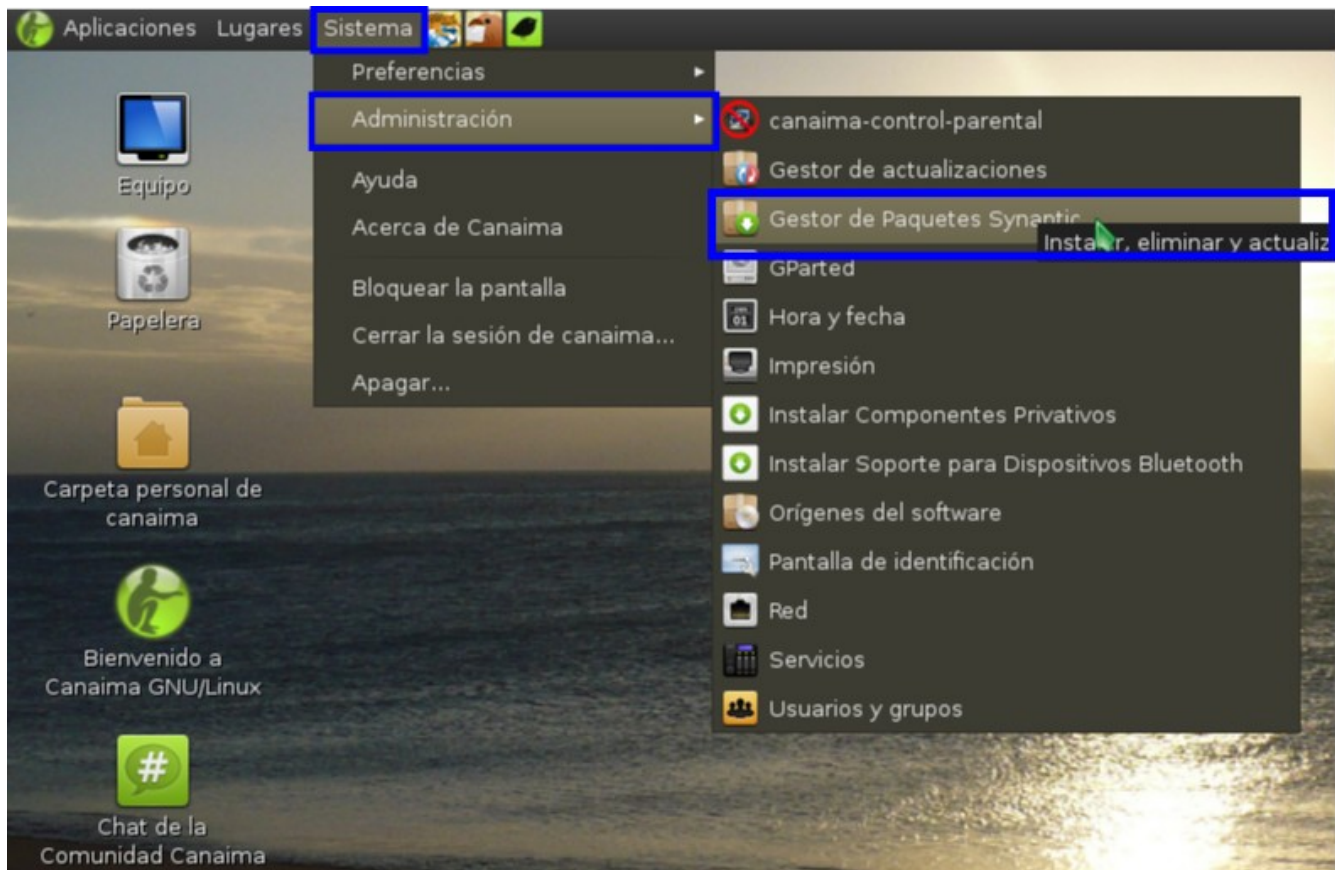 Aplicaciones Lugares Sistema
Preferencias
Administración
Ayuda
Acerca de Canaima
Bloquear la pantalla
Cerrar la sesión de canaima...
Apagar...
canaima-control-parental
Gestor de actualizaciones
Gestor de Paquetes Synaptic
Instalar, eliminar y actualiz
GParted
Hora y fecha
Impresión
Instalar Componentes Privativos
Instalar Soporte para Dispositivos Bluetooth
Orígenes del software
Pantalla de identificación
Red
Servicios
Usuarios y grupos
Equipo
Papelera
Carpeta personal de
canaima
Bienvenido a
Canaima GNU/Linux
#
Chat de la
Comunidad Canaima